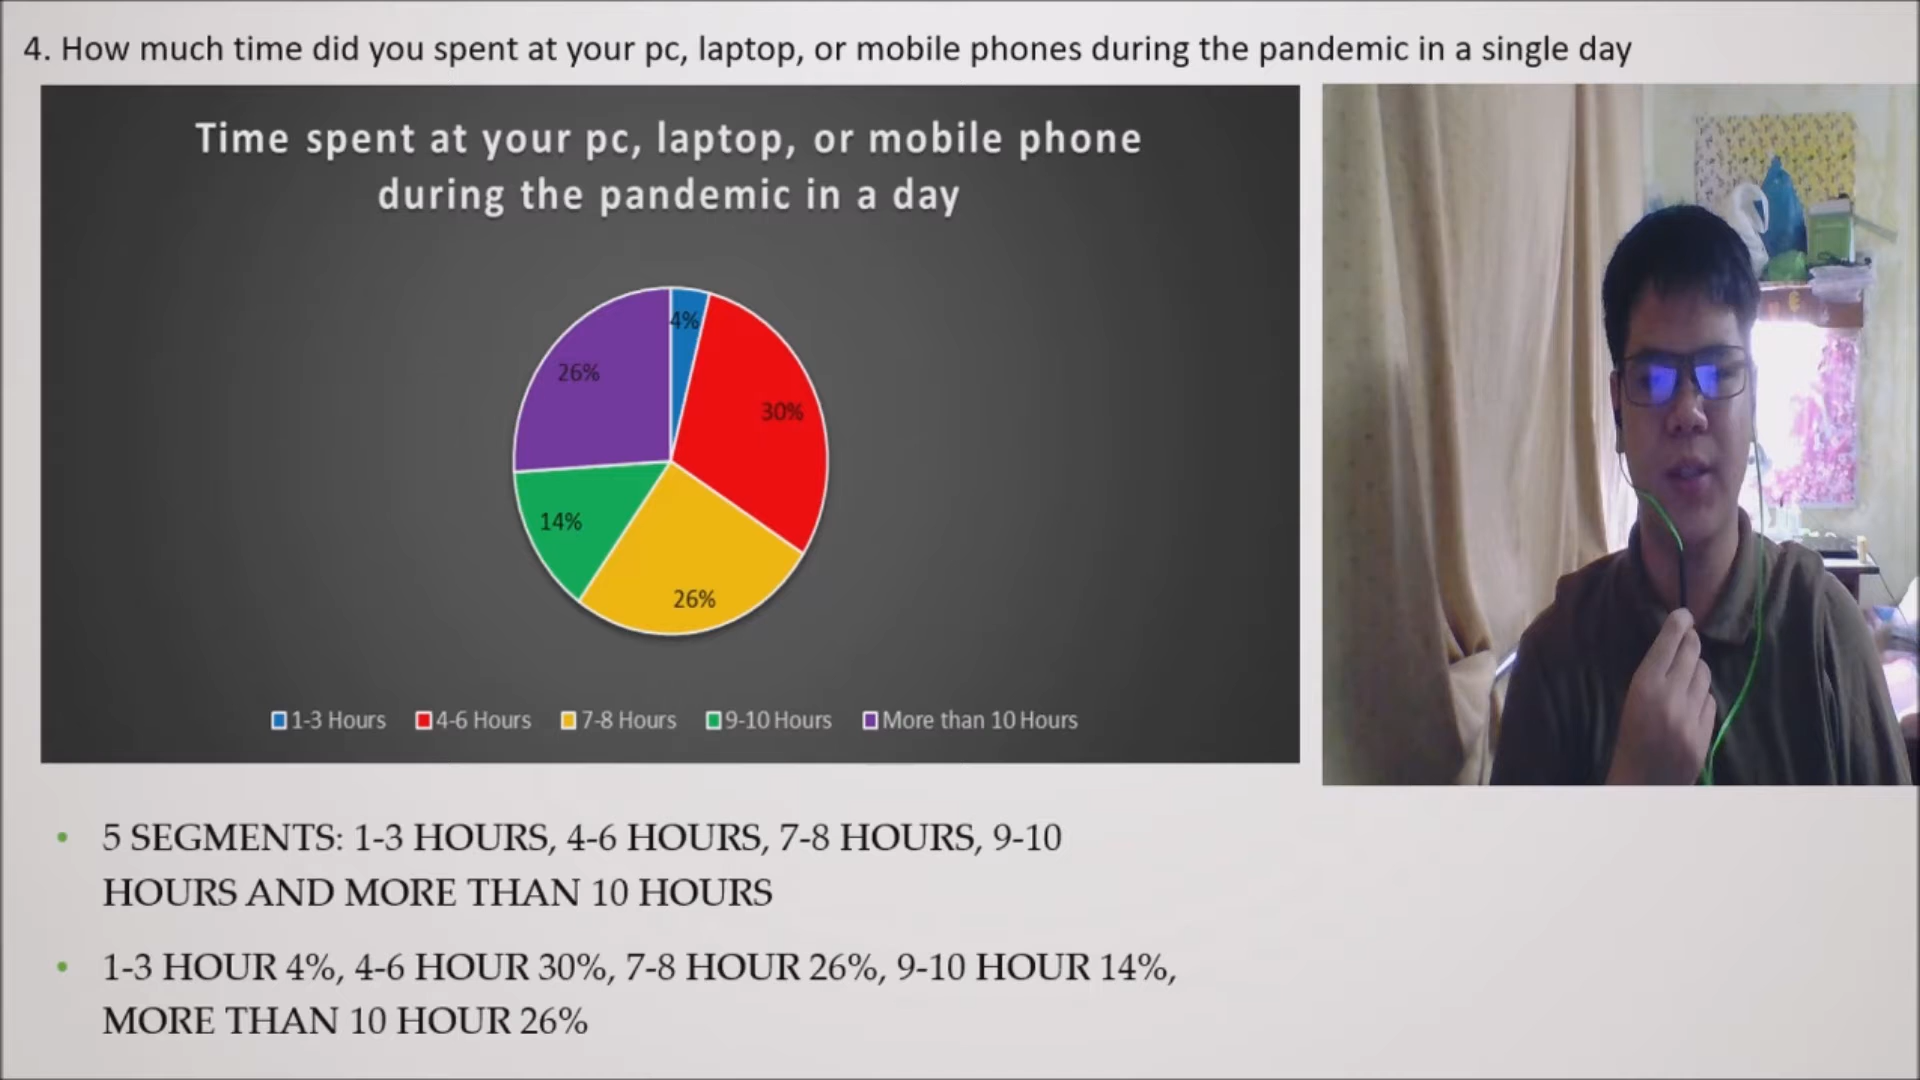 4. How much time did you spent at your pc, laptop, or mobile phones during the pandemic in a single day
Time spent at your pc, laptop, or mobile phone
during the pandemic in a day
4%
30%
26%
14%
26%
1-3 Hours 4-6 Hours 7-8 Hours 9-10 Hours More than 10 Hours
• 5 SEGMENTS: 1-3 HOURS, 4-6 HOURS, 7-8 HOURS, 9-10
HOURS AND MORE THAN 10 HOURS
• 1-3 HOUR 4%, 4-6 HOUR 30%, 7-8 HOUR 26%, 9-10 HOUR 14%,
MORE THAN 10 HOUR 26%